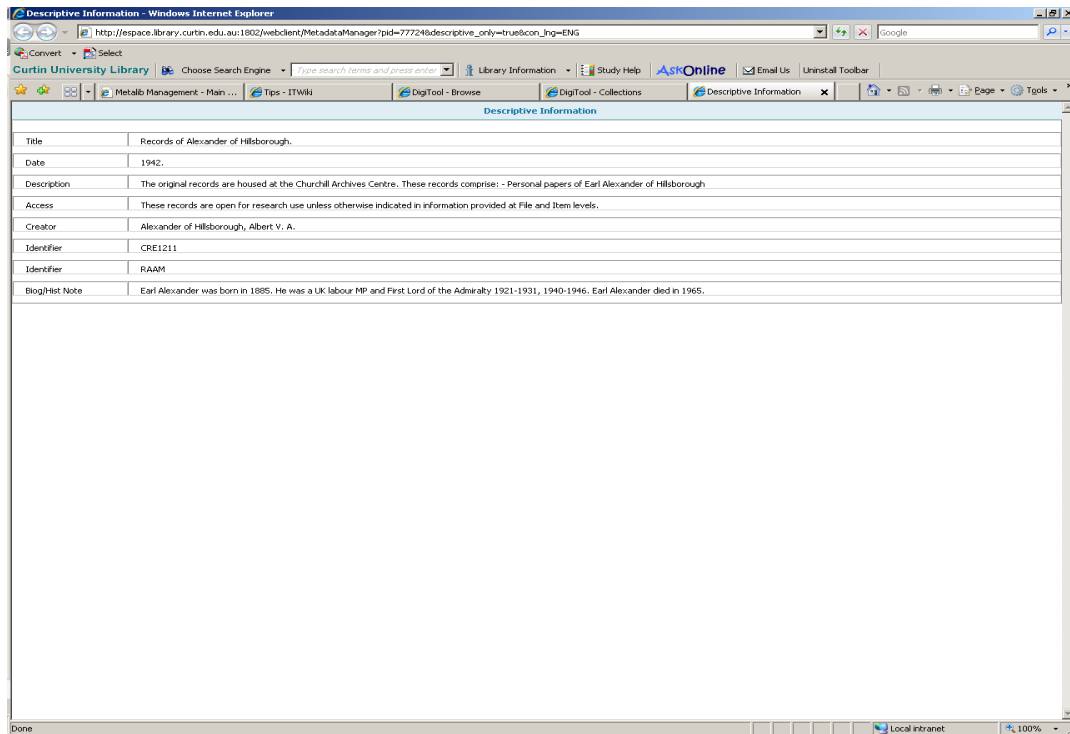 Descriptive Information - Windows Internet Explorer
http://espace.library.curtin.edu.au:1802/webclient/MetadataManager?pid=77724&descriptive_only=true&con_lng=ENG Google
Convert Select
Curtin University Library Choose Search Engine Type search terms and press enter Library Information Study Help AskOnline Email Us Uninstall Toolbar
Metalib Management - Main ... Tips - ITWiki DigiTool - Browse DigiTool - Collections Descriptive Information Page Tools
Descriptive Information
Title Records of Alexander of Hillsborough.
Date 1942.
Description The original records are housed at the Churchill Archives Centre. These records comprise: - Personal papers of Earl Alexander of Hillsborough
Access These records are open for research use unless otherwise indicated in information provided at File and Item levels.
Creator Alexander of Hillsborough, Albert V. A.
Identifier CRE1211
Identifier RAAM
Biog/Hist Note Earl Alexander was born in 1885. He was a UK labour MP and First Lord of the Admiralty 1921-1931, 1940-1946. Earl Alexander died in 1965.
Done Local intranet 100%